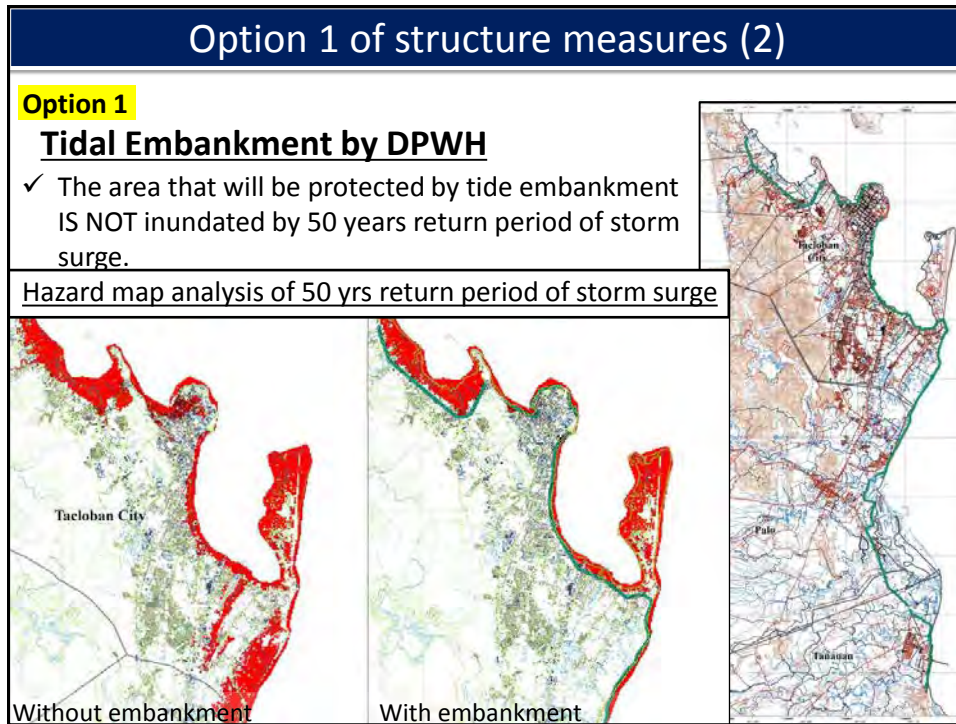 Option 1 of structure measures (2)
Option 1
Tidal Embankment by DPWH
✓ The area that will be protected by tide embankment
IS NOT inundated by 50 years return period of storm
surge.
Hazard map analysis of 50 yrs return period of storm surge
Tacloban City
Without embankment
With embankment
Tacloban
City
Palo
Tanauan